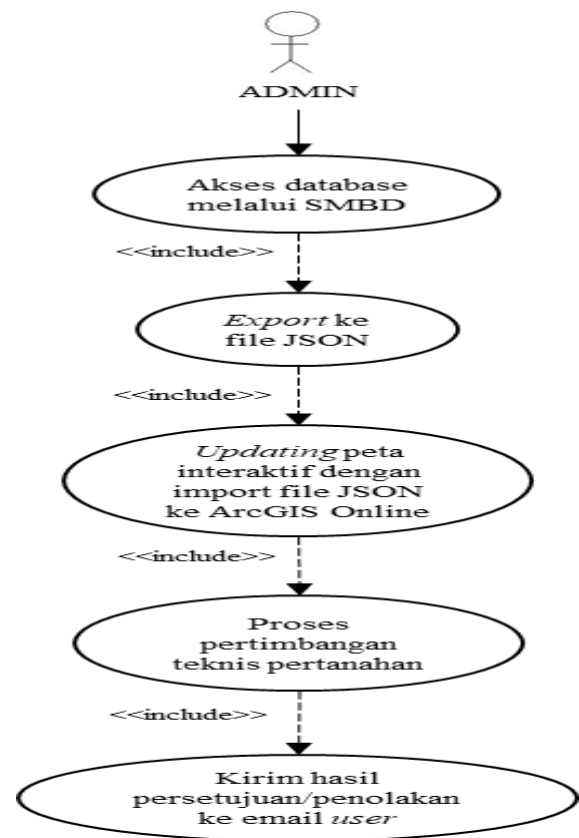 ADMIN
Akses database
melalui SMBD
<<include>>
Export ke
file JSON
<<include>>
Updating peta
interaktif dengan
import file JSON
ke ArcGIS Online
<<include>>
Proses
pertimbangan
teknis pertanahan
<<include>>
Kirim hasil
persetujuan/penolakan
ke email user